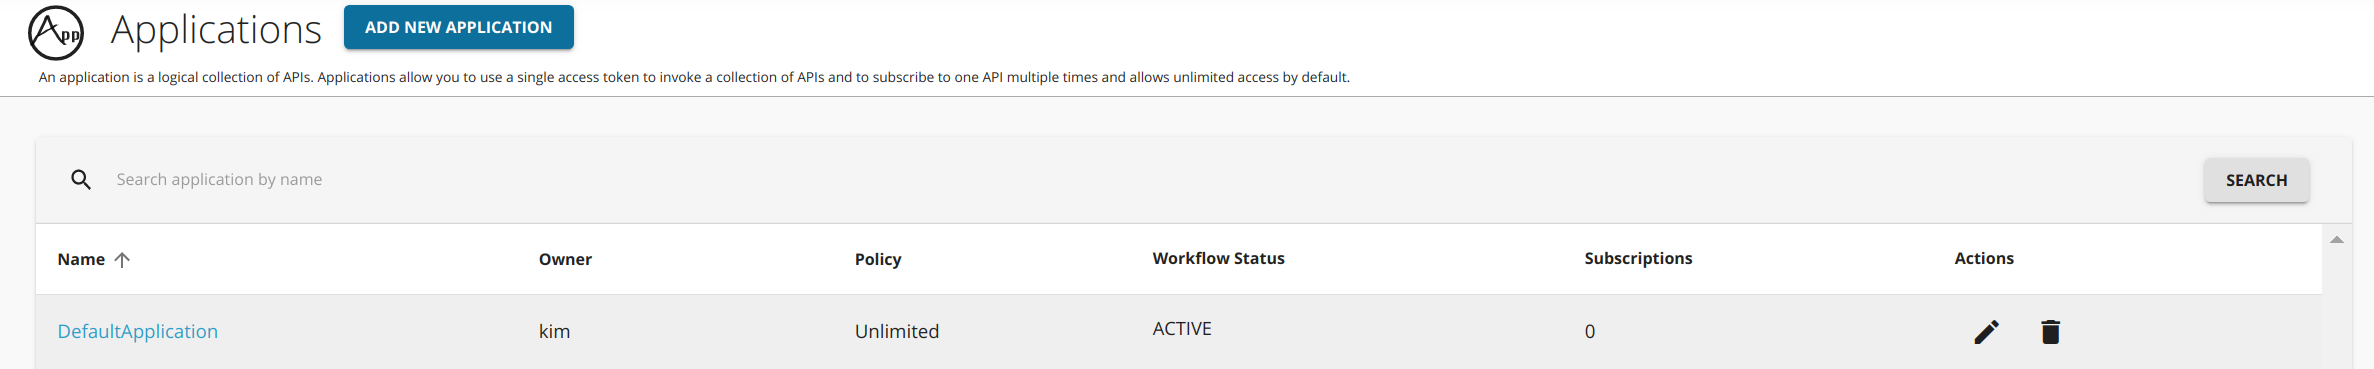 App Applications ADD NEW APPLICATION
An application is a logical collection of APIs. Applications allow you to use a single access token to invoke a collection of APIs and to subscribe to one API multiple times and allows unlimited access by default.
Search application by name SEARCH
Name Owner Policy Workflow Status Subscriptions Actions
DefaultApplication kim Unlimited ACTIVE 0